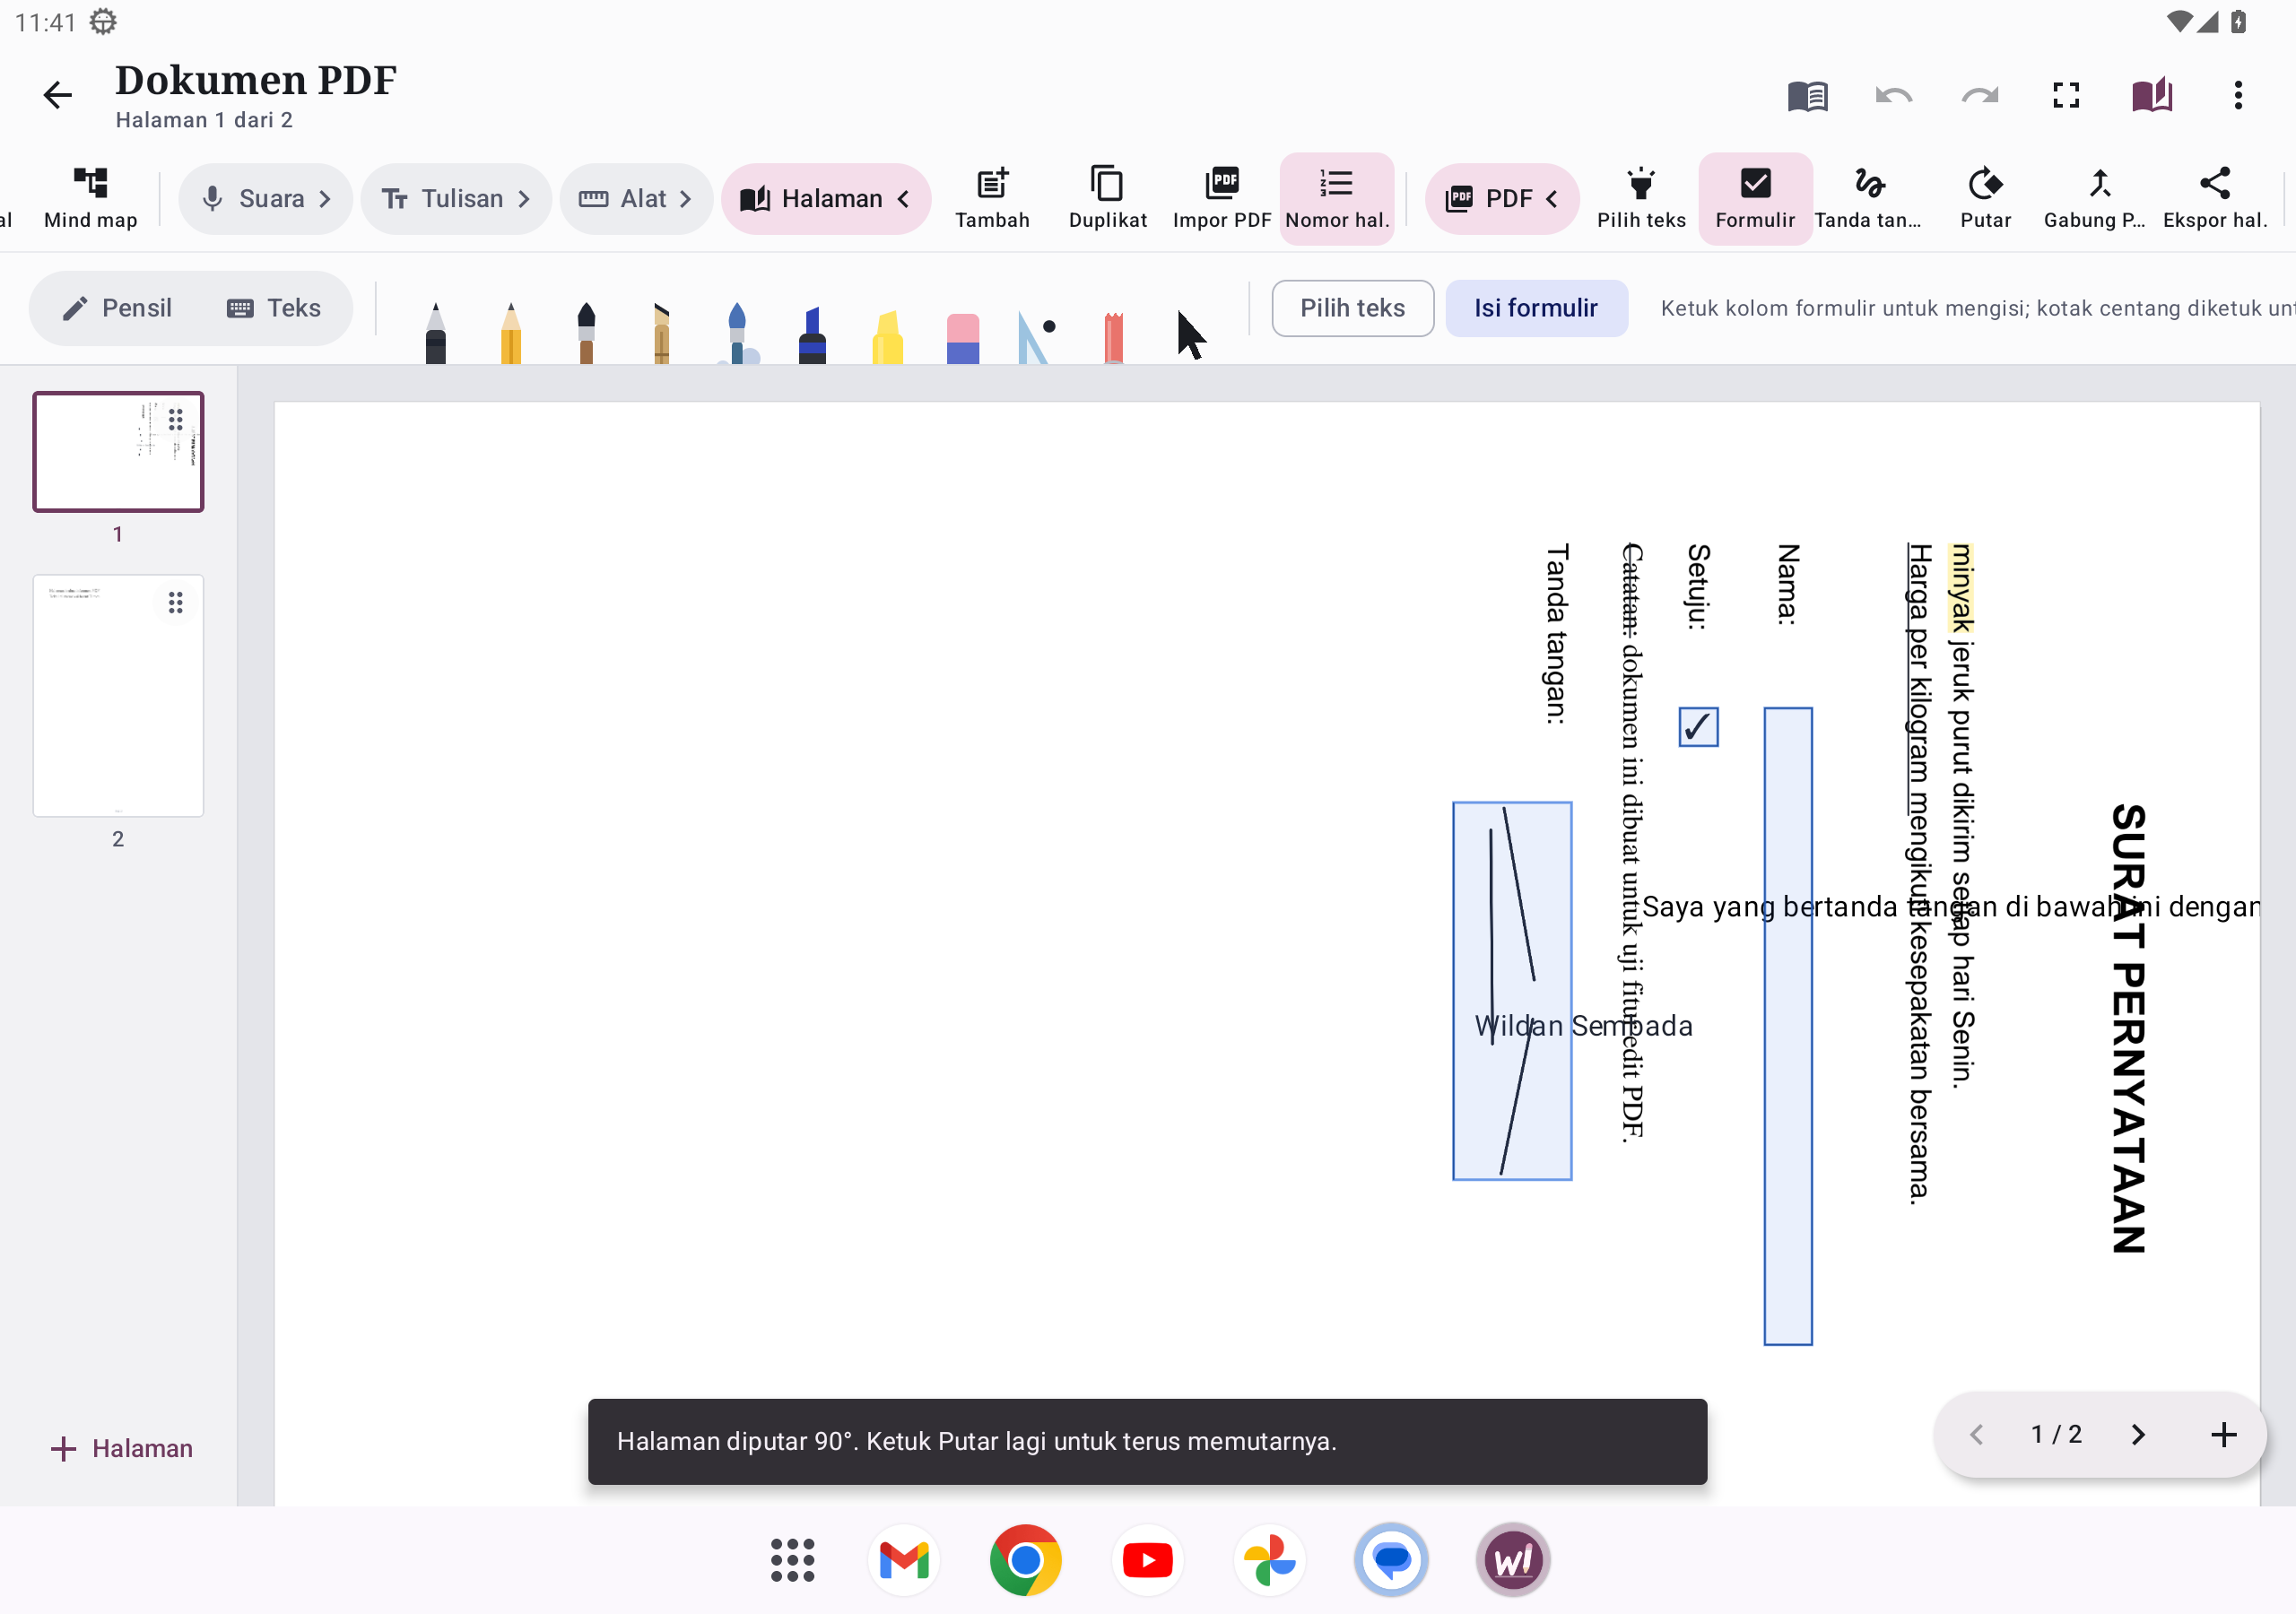 11:41
Dokumen PDF
Halaman 1 dari 2
al
Mind map
Suara
Tulisan
Alat
Halaman
Tambah
Duplikat
Impor PDF
Nomor hal.
PDF
Pilih teks
Formulir
Tanda tan...
Putar
Gabung P...
Ekspor hal.
Pensil
Teks
Pilih teks
Isi formulir
Ketuk kolom formulir untuk mengisi; kotak centang diketuk unt
1
2
Halaman
SURAT PERNYATAAN
Saya yang bertanda tangan di bawah ini dengan
minyak jeruk purut dikirim setiap hari Senin.
Harga per kilogram mengikuti kesepakatan bersama.
Nama:
Setuju:
✓
Catatan: dokumen ini dibuat untuk uji fitur edit PDF.
Tanda tangan:
Wildan Sembada
Halaman diputar 90°. Ketuk Putar lagi untuk terus memutarnya.
1 / 2